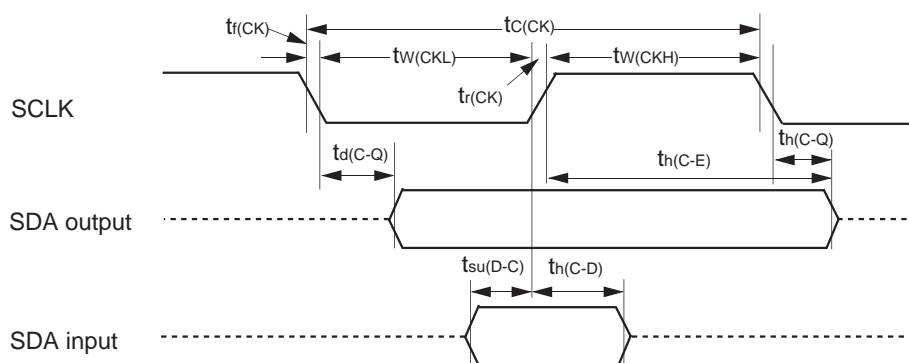 tf(CK)
tC(CK)
tW(CKL)
tW(CKH)
tr(CK)
SCLK
td(C-Q)
th(C-E)
th(C-Q)
SDA output
tsu(D-C)
th(C-D)
SDA input